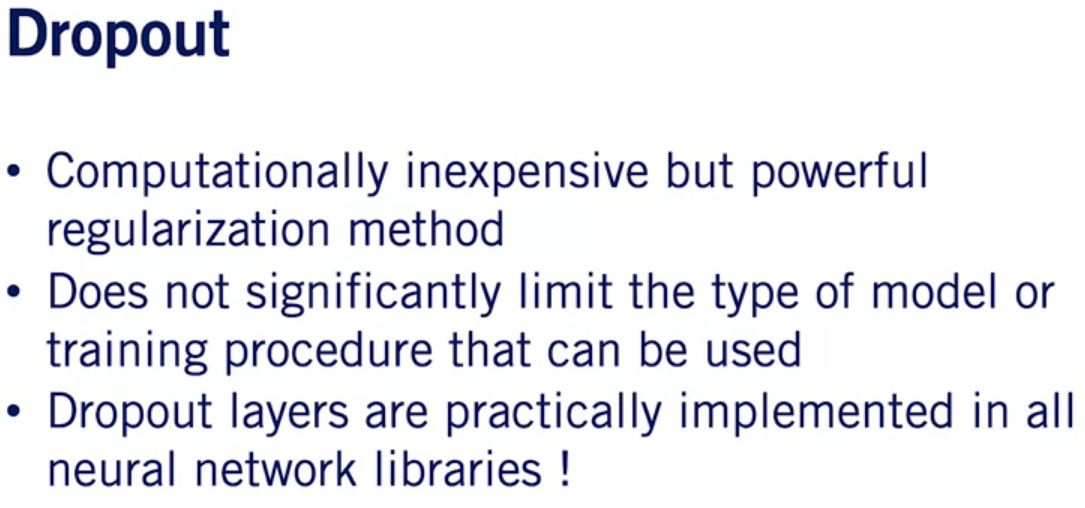 Dropout
• Computationally inexpensive but powerful
regularization method
• Does not significantly limit the type of model or
training procedure that can be used
• Dropout layers are practically implemented in all
neural network libraries !